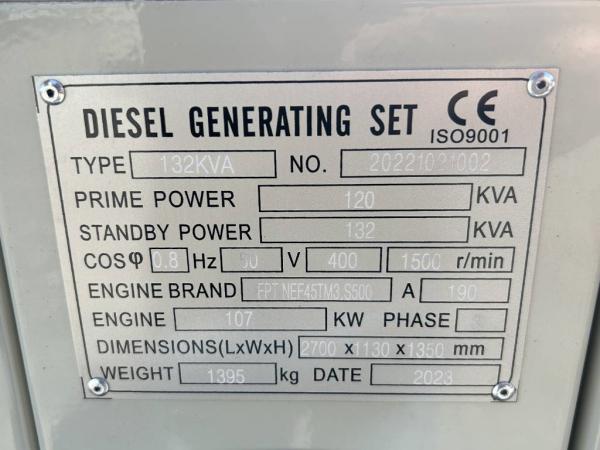 DIESEL GENERATING SET CE
ISO9001
TYPE 132KVA NO. 20221021002
PRIME POWER 120 KVA
STANDBY POWER 132 KVA
COSφ 0.8 Hz 50 V 400 1500 r/min
ENGINE BRAND FPT NEF45TM3.S500 A 190
ENGINE 107 KW PHASE 3
DIMENSIONS(LxWxH) 2700 x1130 x1350 mm
WEIGHT 1395 kg DATE 2023